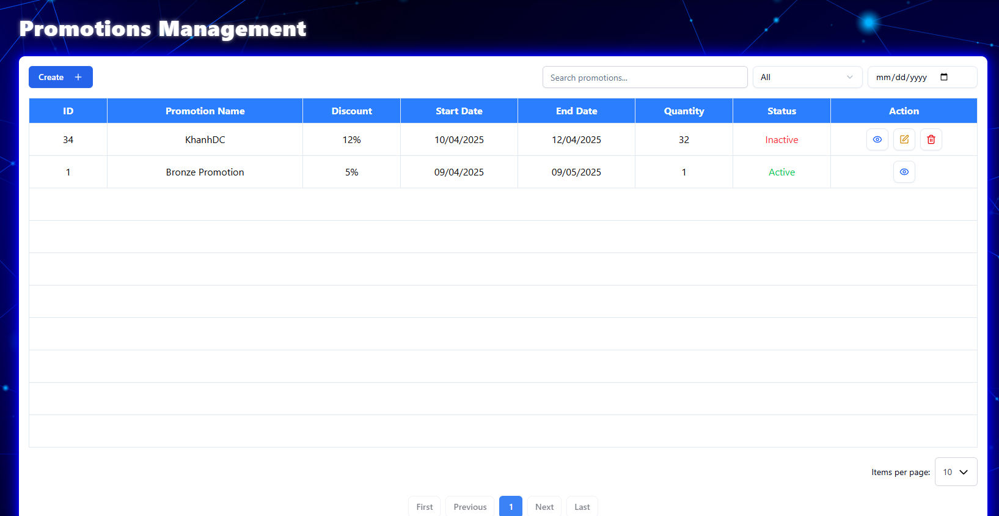 Promotions Management
Create +
Search promotions...
All
mm/dd/yyyy
ID Promotion Name Discount Start Date End Date Quantity Status Action
34 KhanhDC 12% 10/04/2025 12/04/2025 32 Inactive
1 Bronze Promotion 5% 09/04/2025 09/05/2025 1 Active
Items per page: 10
First Previous 1 Next Last